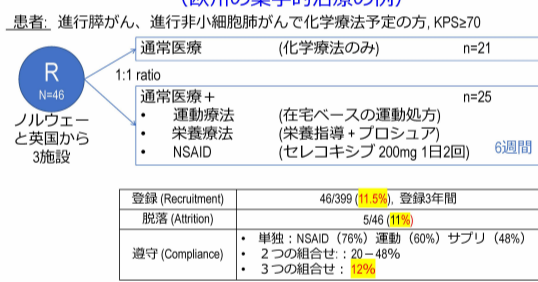 （欧州の薬学的治療の例）
患者: 進行膵がん、進行非小細胞肺がんで化学療法予定の方, KPS≥70
R
N=46
ノルウェー
と英国から
3施設
1:1 ratio
通常医療 (化学療法のみ) n=21
通常医療＋ n=25
• 運動療法 (在宅ベースの運動処方)
• 栄養療法 (栄養指導＋ブロシュア)
• NSAID (セレコキシブ 200mg 1日2回) 6週間
登録 (Recruitment) 46/399 (11.5%), 登録3年間
脱落 (Attrition) 5/46 (11%)
遵守 (Compliance)
• 単独：NSAID（76%）運動（60%）サプリ（48%）
• ２つの組合せ:：20－48%
• ３つの組合せ： 12%